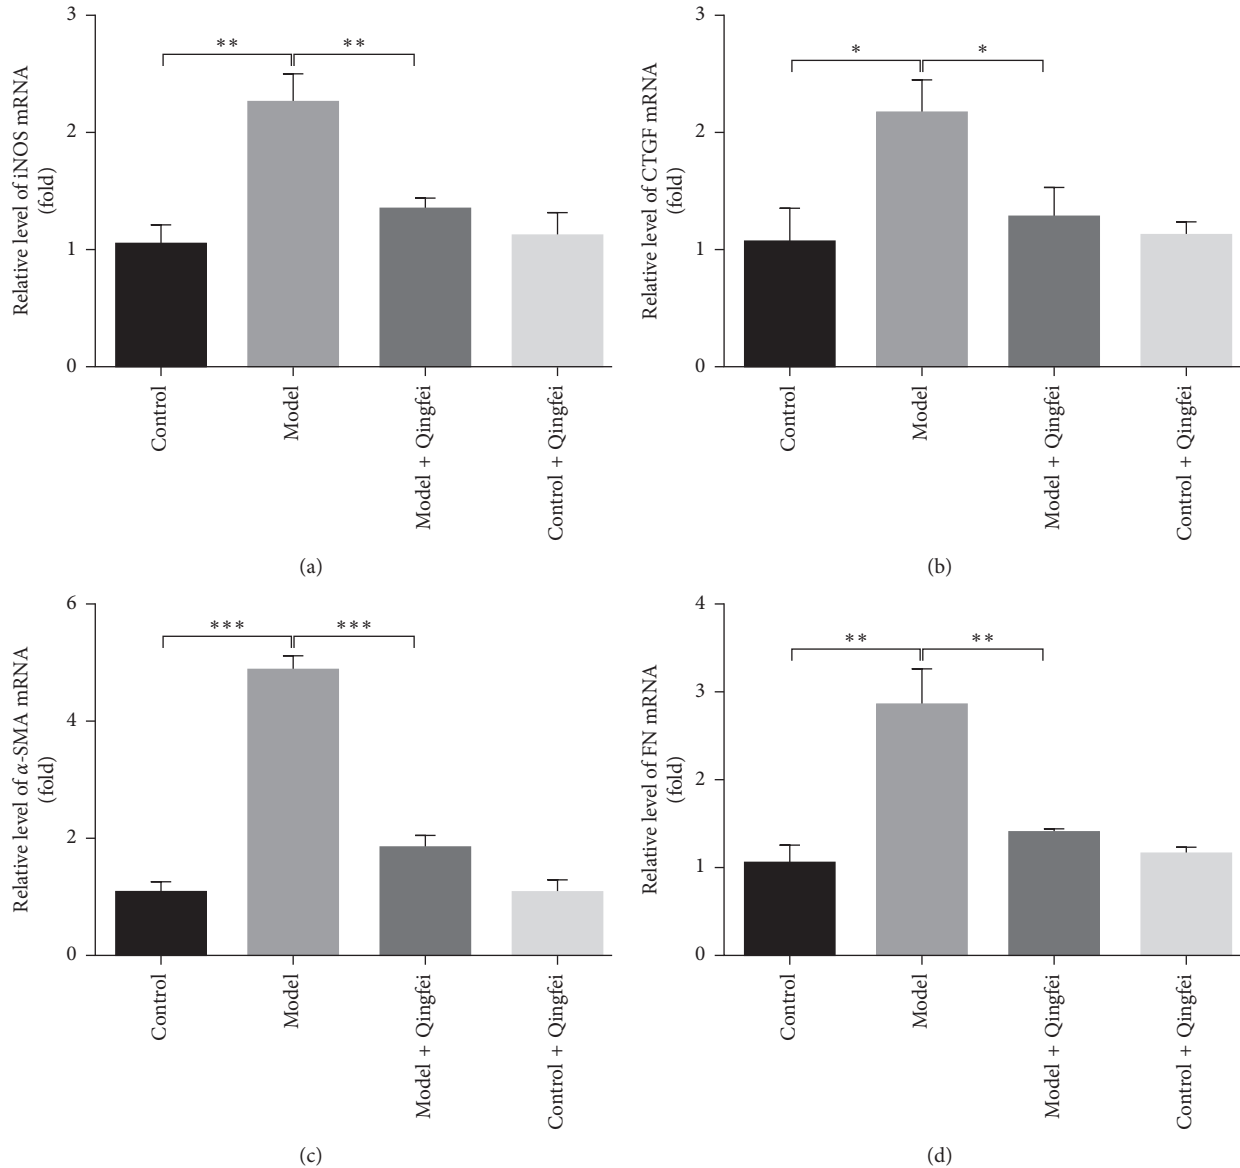 Relative level of iNOS mRNA
(fold)
3
2
1
0
**
**
Control
Model
Model + Qingfei
Control + Qingfei
(a)
Relative level of CTGF mRNA
(fold)
3
2
1
0
*
*
Control
Model
Model + Qingfei
Control + Qingfei
(b)
Relative level of α-SMA mRNA
(fold)
6
4
2
0
***
***
Control
Model
Model + Qingfei
Control + Qingfei
(c)
Relative level of FN mRNA
(fold)
4
3
2
1
0
**
**
Control
Model
Model + Qingfei
Control + Qingfei
(d)